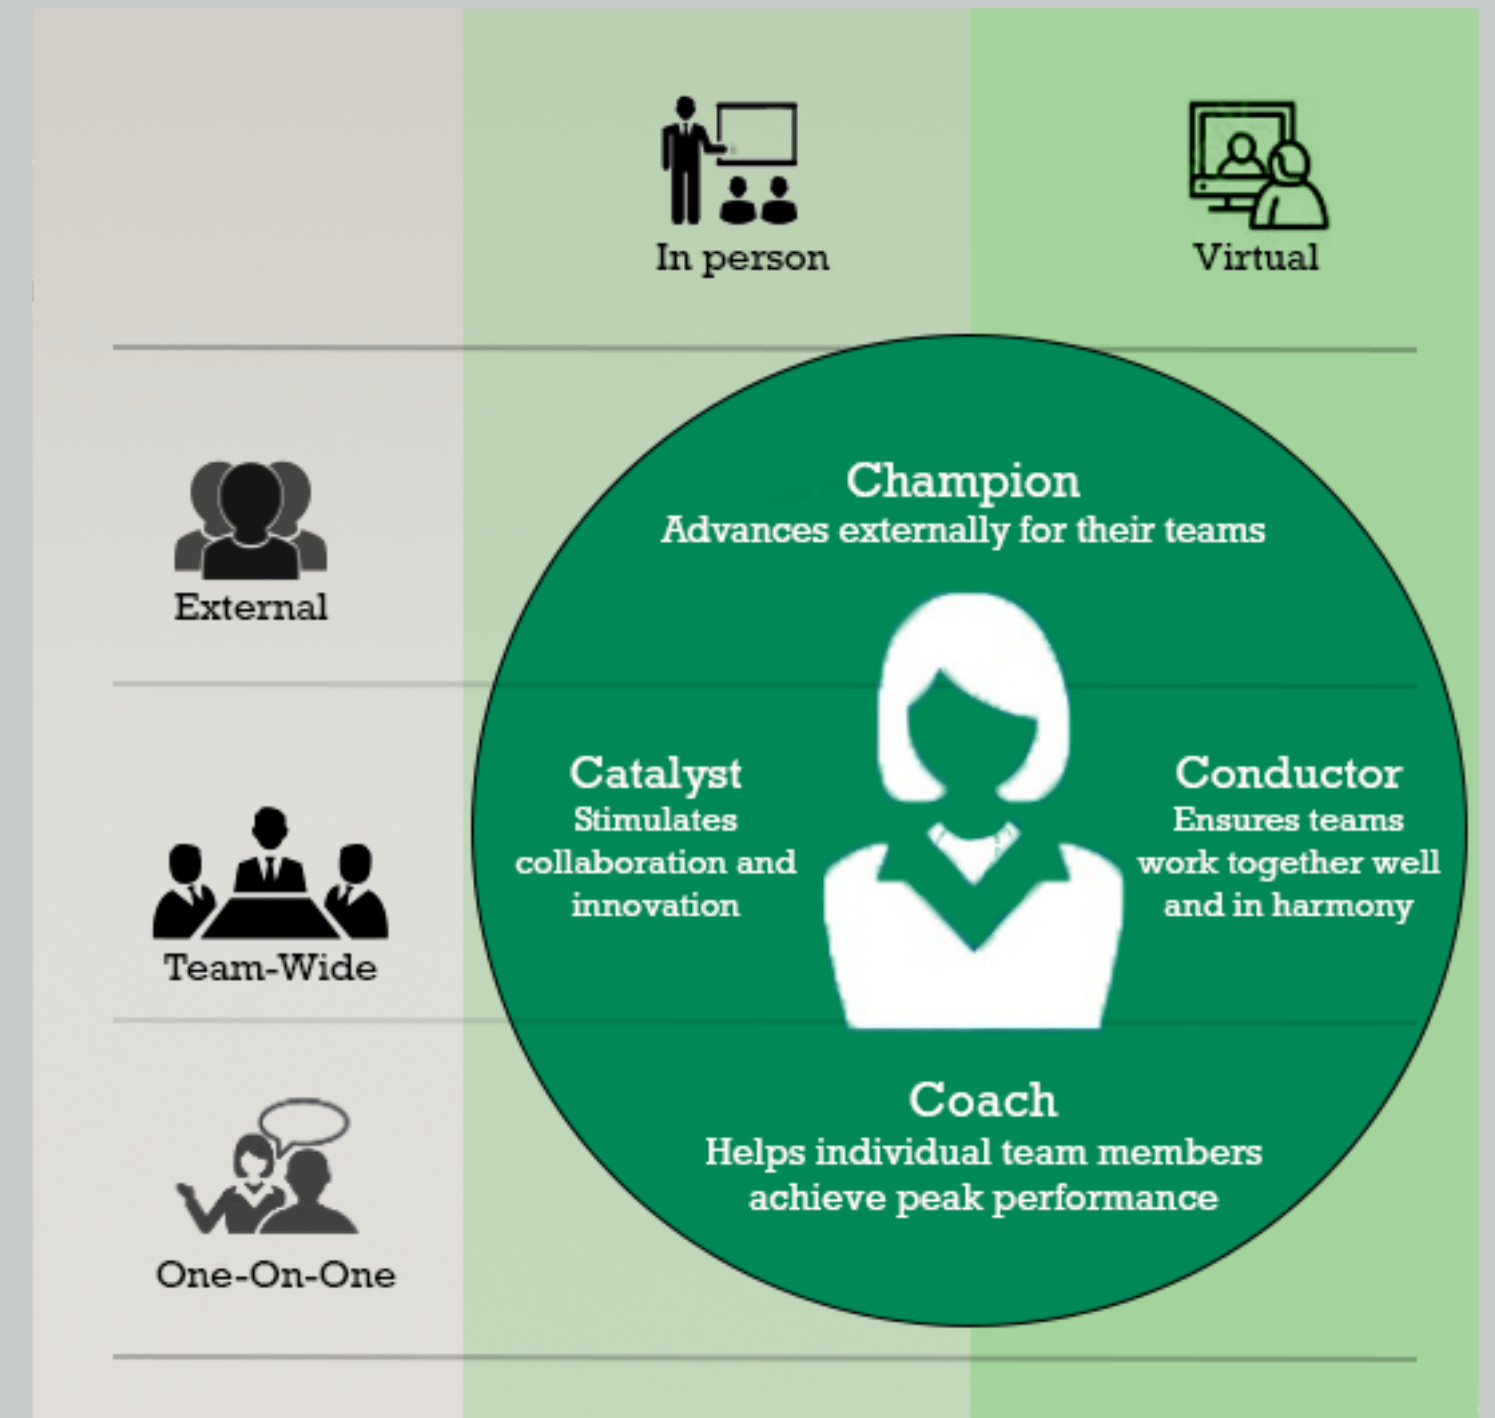 In person
Virtual
External
Champion
Advances externally for their teams
Team-Wide
Catalyst
Stimulates
collaboration and
innovation
Conductor
Ensures teams
work together well
and in harmony
One-On-One
Coach
Helps individual team members
achieve peak performance